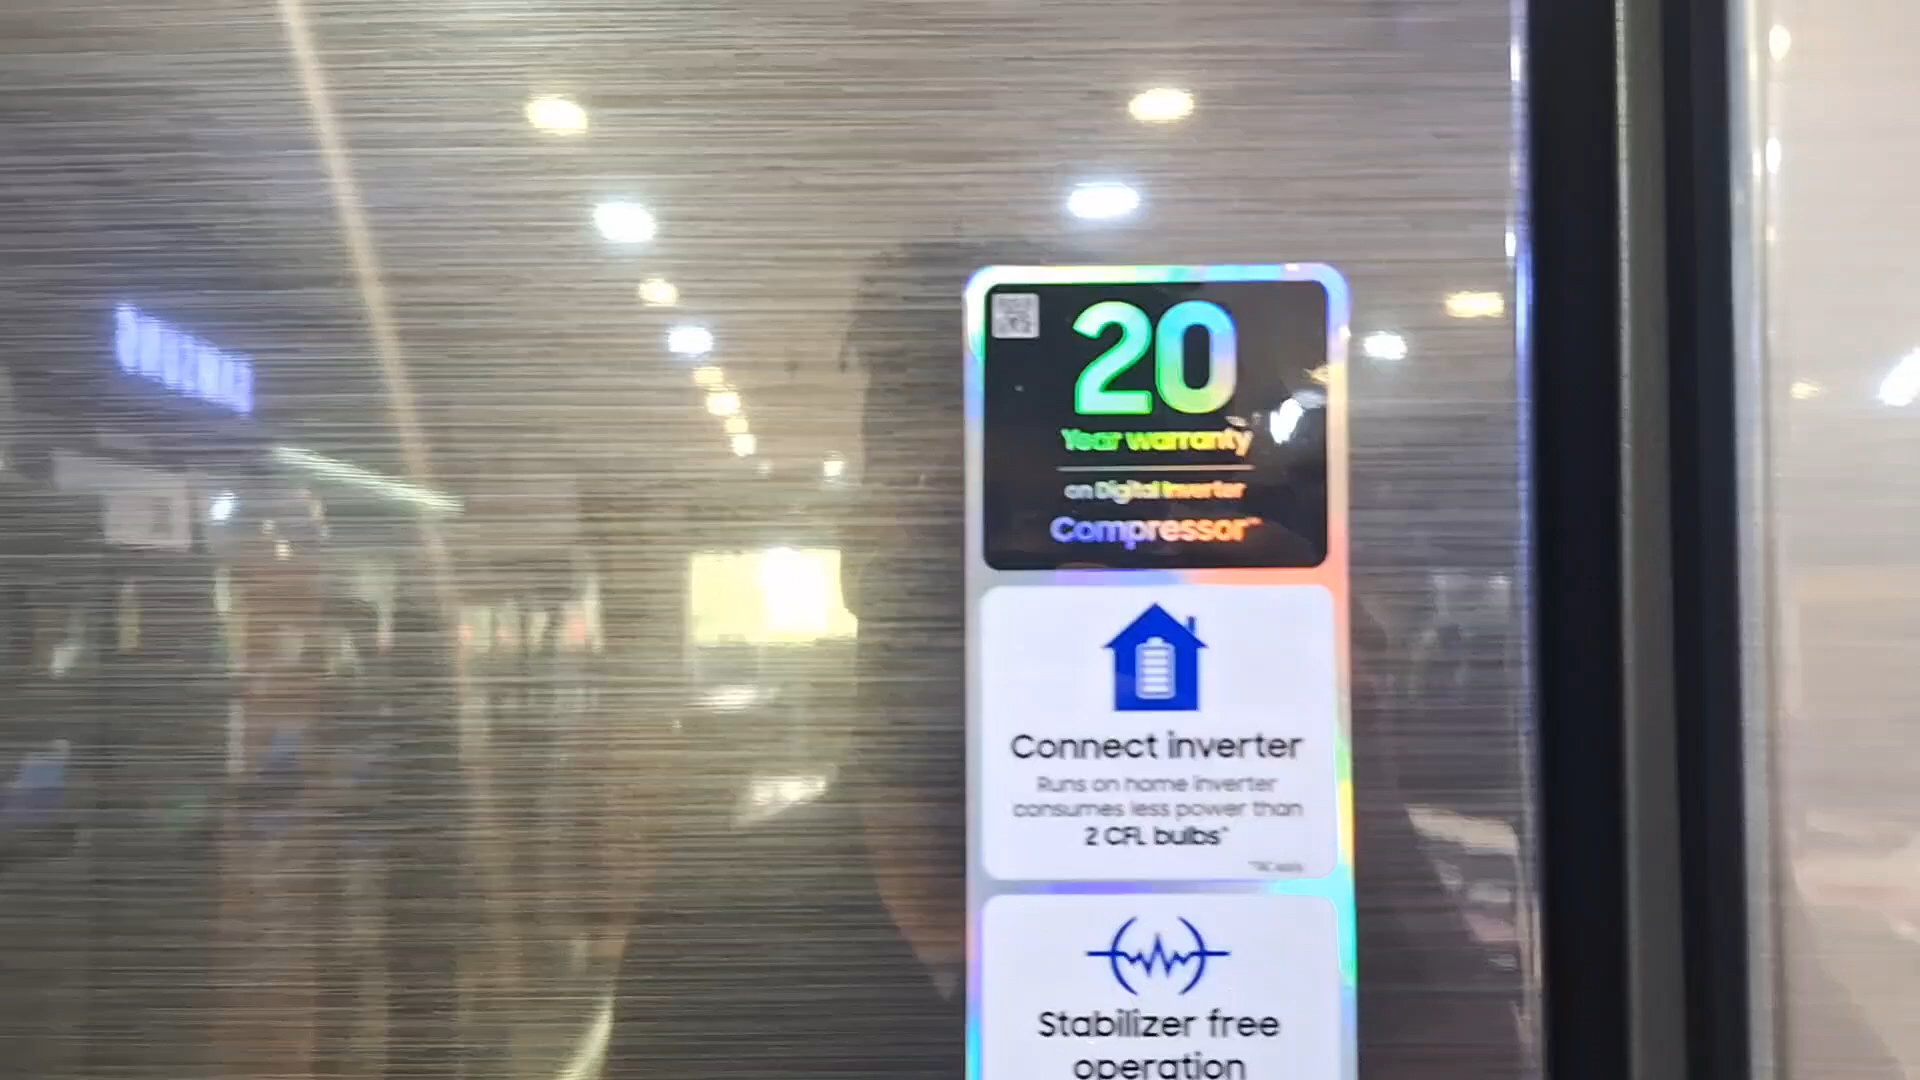 20
Year warranty
on Digital Inverter
Compressor™
Connect inverter
Runs on home inverter
consumes less power than
2 CFL bulbs*
Stabilizer free
operation